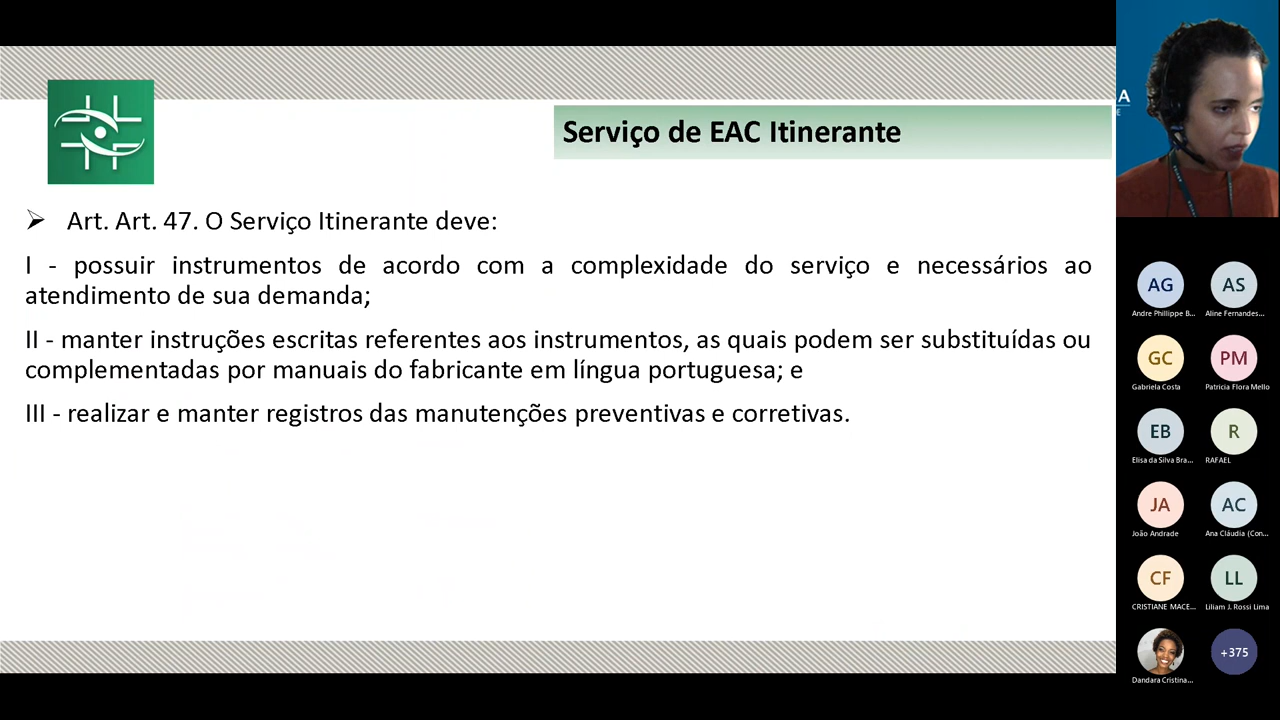 Serviço de EAC Itinerante
Art. Art. 47. O Serviço Itinerante deve:
I - possuir instrumentos de acordo com a complexidade do serviço e necessários ao
atendimento de sua demanda;
II - manter instruções escritas referentes aos instrumentos, as quais podem ser substituídas ou
complementadas por manuais do fabricante em língua portuguesa; e
III - realizar e manter registros das manutenções preventivas e corretivas.
A
E
AG
AS
Andre Phillippe B...
Aline Fernandes...
GC
PM
Gabriela Costa
Patricia Flora Mello
EB
R
Elisa da Silva Bra...
RAFAEL
JA
AC
João Andrade
Ana Cláudia (Con...
CF
LL
CRISTIANE MACE...
Liliam J. Rossi Lima
+375
Dandara Cristina...